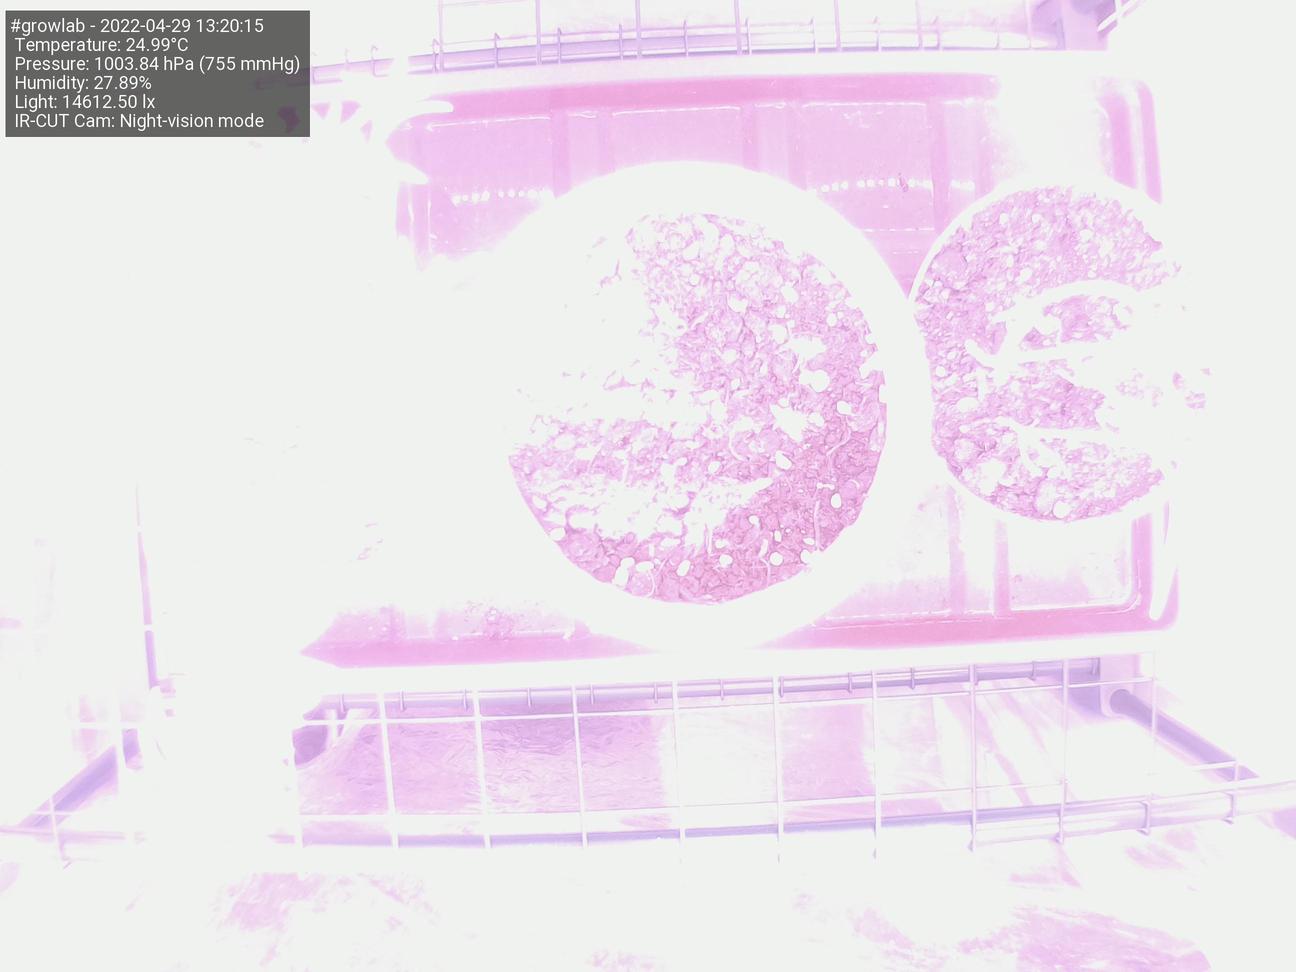 #growlab - 2022-04-29 13:20:15
Temperature: 24.99°C
Pressure: 1003.84 hPa (755 mmHg)
Humidity: 27.89%
Light: 14612.50 lx
IR-CUT Cam: Night-vision mode